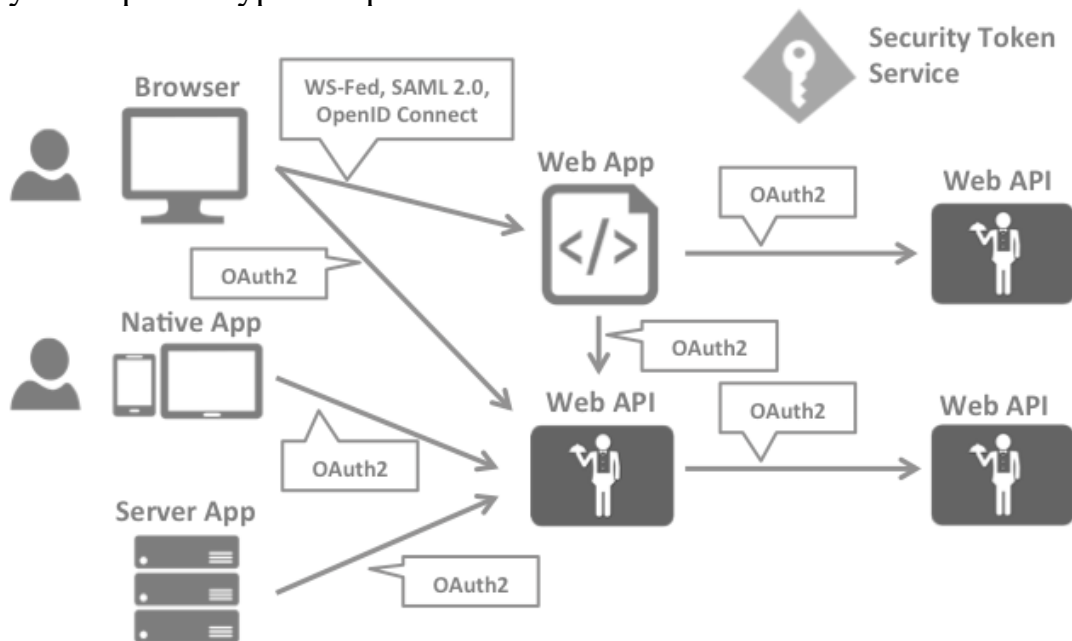 Security Token
Service
Browser
WS-Fed, SAML 2.0,
OpenID Connect
Web App
OAuth2
Web API
</>
OAuth2
Native App
OAuth2
Web API
OAuth2
Web API
OAuth2
Server App
OAuth2